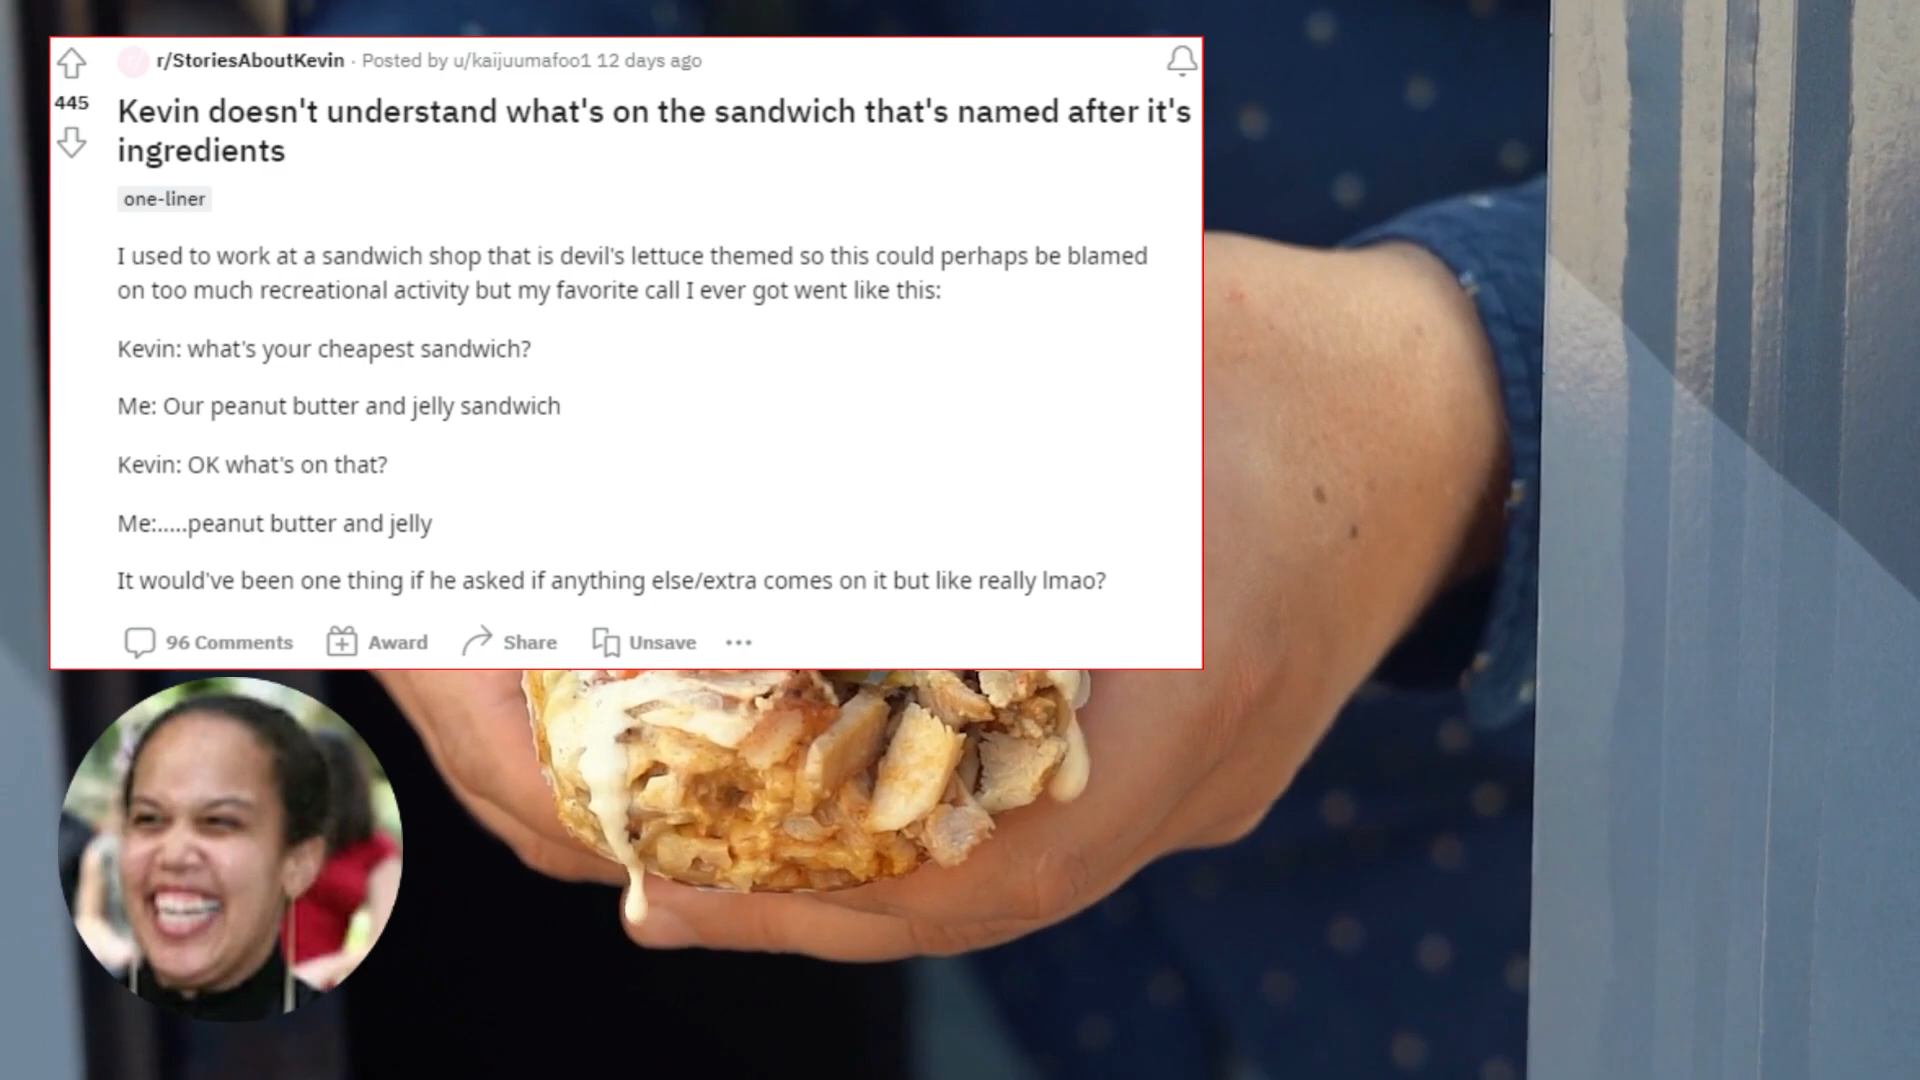 r/StoriesAboutKevin · Posted by u/kaijuumafoo1 12 days ago
445
Kevin doesn't understand what's on the sandwich that's named after it's
ingredients
one-liner
I used to work at a sandwich shop that is devil's lettuce themed so this could perhaps be blamed
on too much recreational activity but my favorite call I ever got went like this:
Kevin: what's your cheapest sandwich?
Me: Our peanut butter and jelly sandwich
Kevin: OK what's on that?
Me:.....peanut butter and jelly
It would've been one thing if he asked if anything else/extra comes on it but like really lmao?
96 Comments Award Share Unsave •••